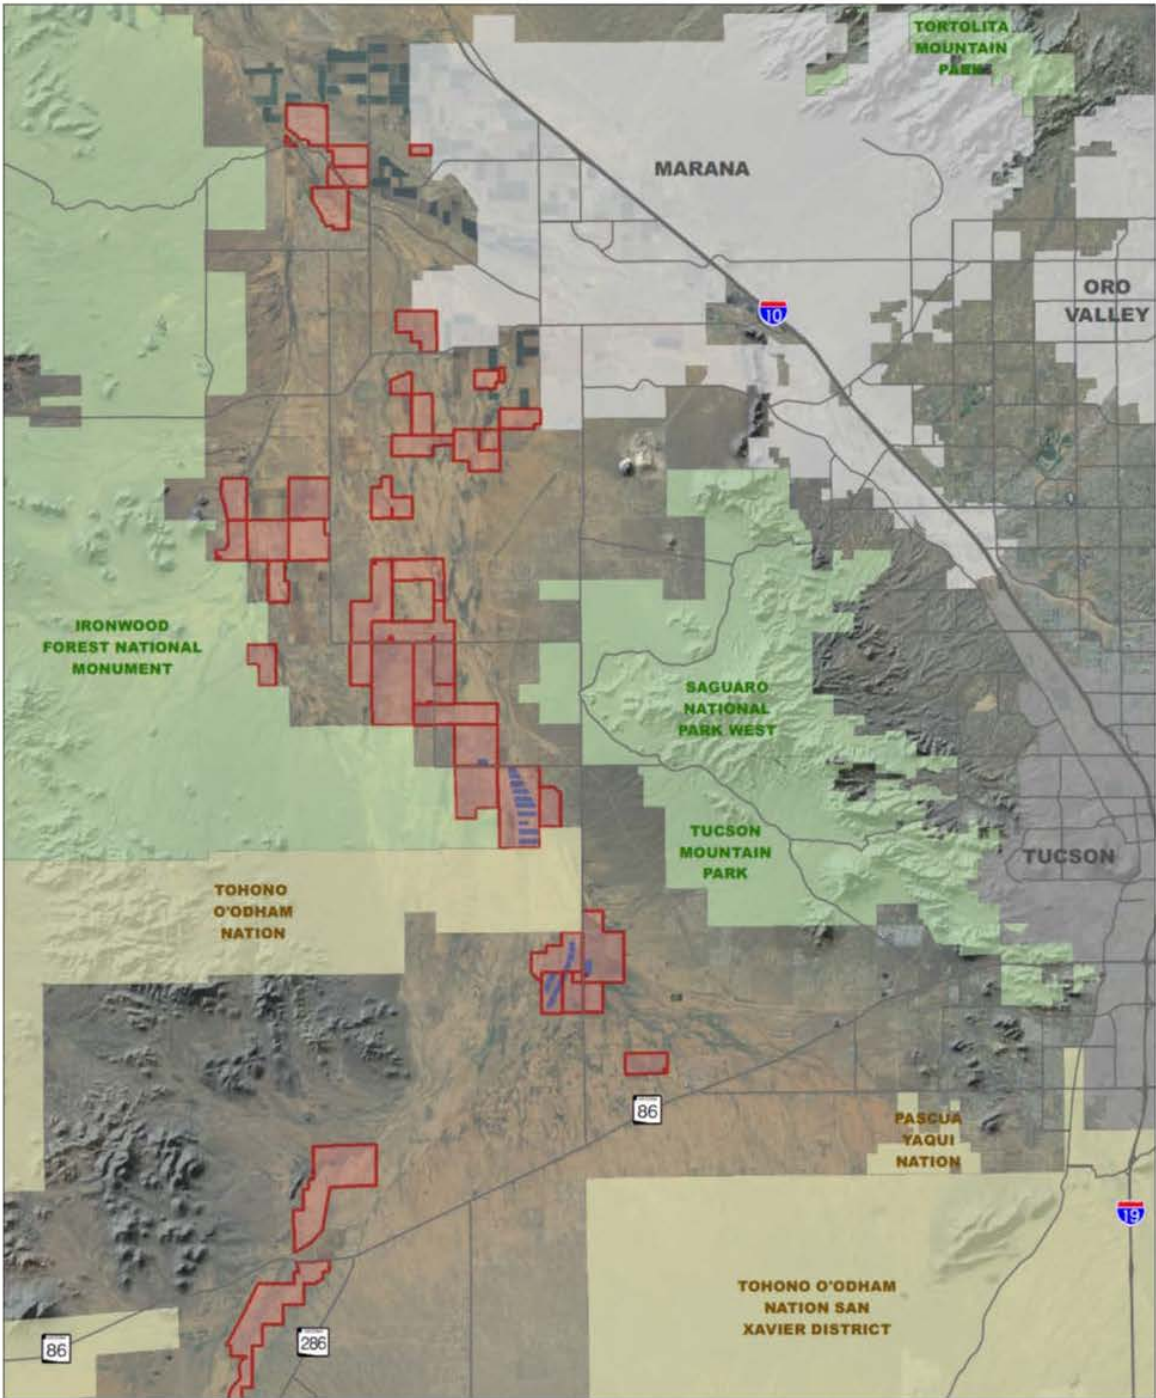 TORTOLITA
MOUNTAIN
PARK
MARANA
ORO
VALLEY
10
IRONWOOD
FOREST NATIONAL
MONUMENT
SAGUARO
NATIONAL
PARK WEST
TUCSON
MOUNTAIN
PARK
TUCSON
TOHONO
O'ODHAM
NATION
86
PASCUA
YAQUI
NATION
19
TOHONO O'ODHAM
NATION SAN
XAVIER DISTRICT
86
286